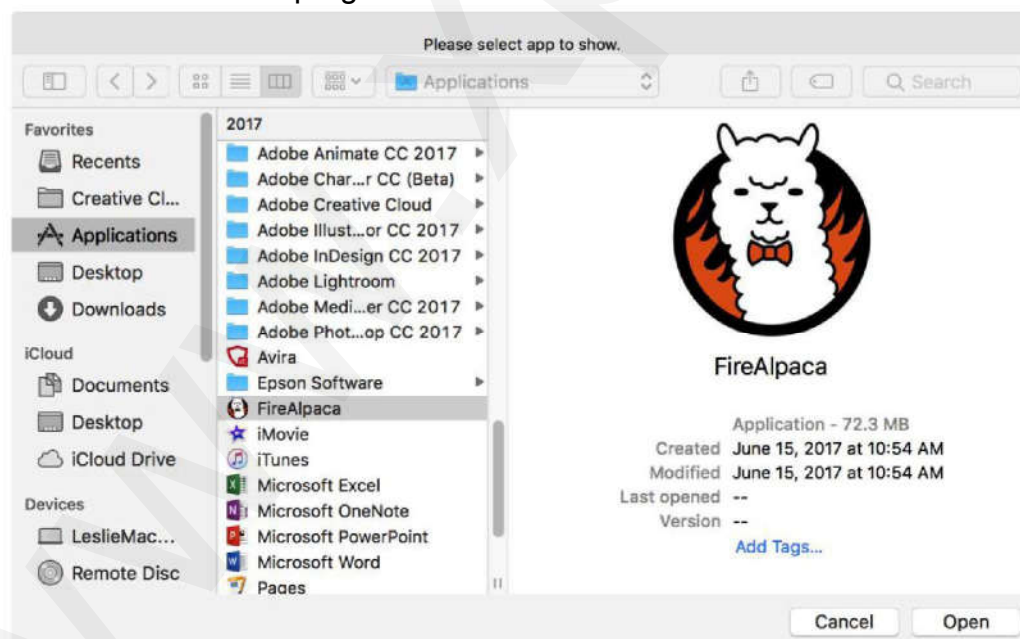 Please select app to show.
Applications
Search
Favorites
Recents
Creative Cl...
Applications
Desktop
Downloads
iCloud
Documents
Desktop
iCloud Drive
Devices
LeslieMac...
Remote Disc
2017
Adobe Animate CC 2017
Adobe Char...r CC (Beta)
Adobe Creative Cloud
Adobe Illust...or CC 2017
Adobe InDesign CC 2017
Adobe Lightroom
Adobe Medi...er CC 2017
Adobe Phot...op CC 2017
Avira
Epson Software
FireAlpaca
iMovie
iTunes
Microsoft Excel
Microsoft OneNote
Microsoft PowerPoint
Microsoft Word
Pages
FireAlpaca
Application - 72.3 MB
Created June 15, 2017 at 10:54 AM
Modified June 15, 2017 at 10:54 AM
Last opened --
Version --
Add Tags...
Cancel
Open